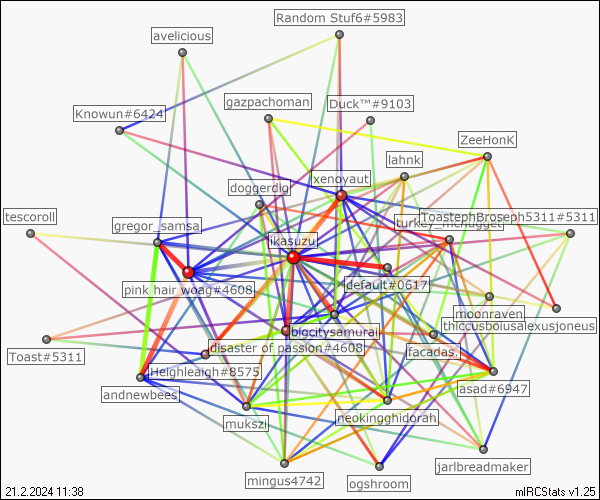 Random Stuf6#5983
avelicious
gazpachoman
Duck™#9103
Knowun#6424
ZeeHonK
lahnk
xenoyaut
doggerdig
tescoroll
gregor_samsa
ToastephBroseph5311#5311
likasuzu
pink hair woag#4608
default#0617
moonraven
thiccusboiusalexusjoneus
bigcitysamurai
disaster of passion#4608
facadas.
Toast#5311
Heighleaigh#8575
asad#6947
andnewbees
mukszi
neokingghidorah
jarlbreadmaker
mingus4742
ogshroom
21.2.2024 11:38
mIRCStats v1.25